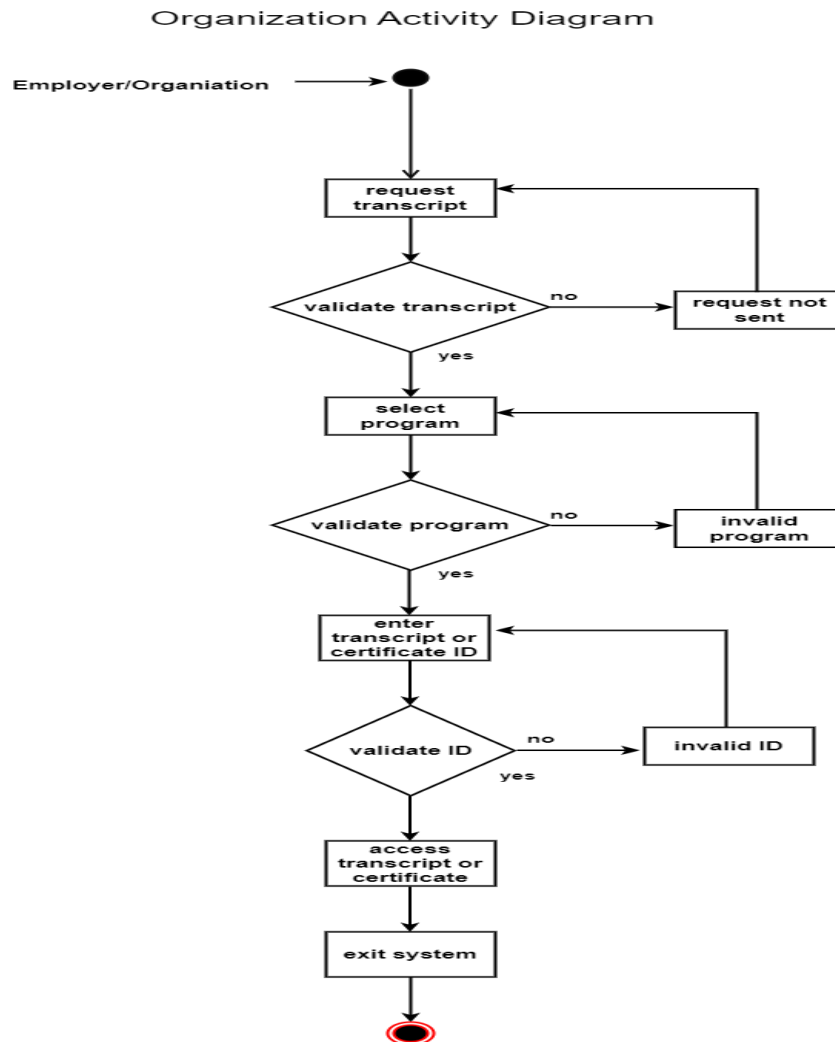 Organization Activity Diagram
Employer/Organiation
request
transcript
validate transcript
no
request not
sent
yes
select
program
validate program
no
invalid
program
yes
enter
transcript or
certificate ID
validate ID
no
invalid ID
yes
access
transcript or
certificate
exit system